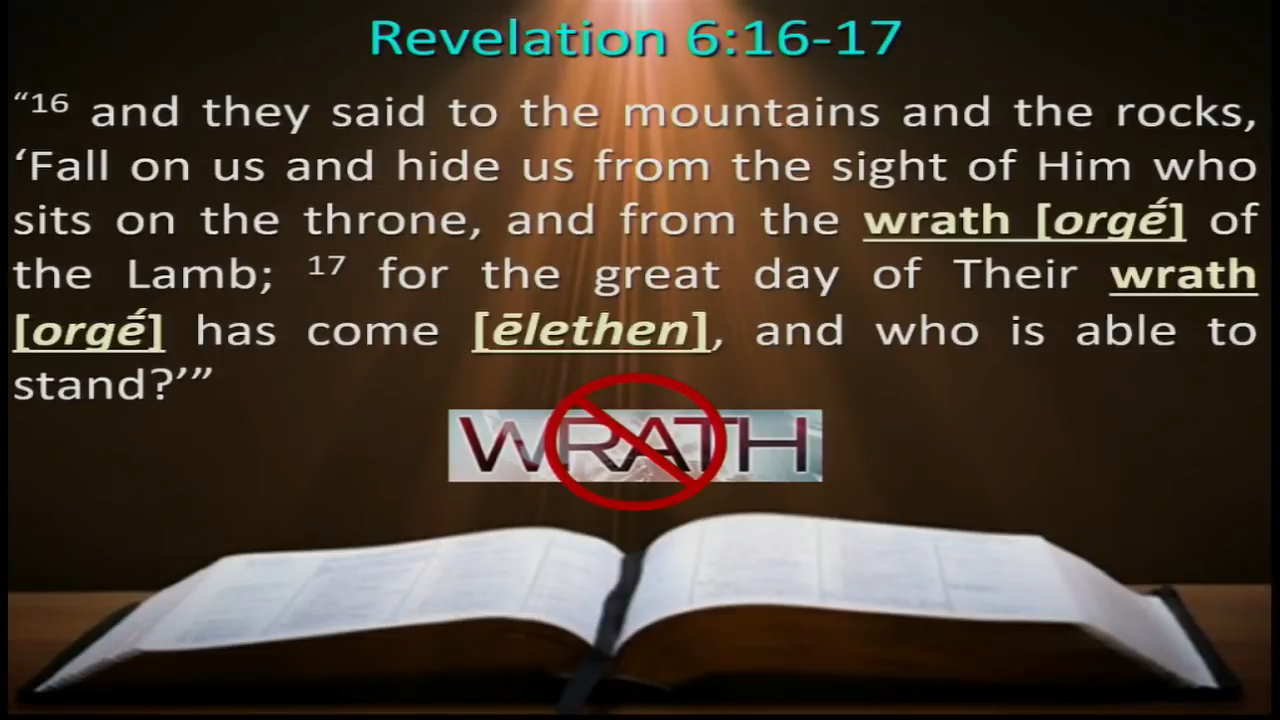 Revelation 6:16-17
“16 and they said to the mountains and the rocks,
‘Fall on us and hide us from the sight of Him who
sits on the throne, and from the wrath [orgḗ] of
the Lamb; 17 for the great day of Their wrath
[orgḗ] has come [ēlethen], and who is able to
stand?’”
WRATH